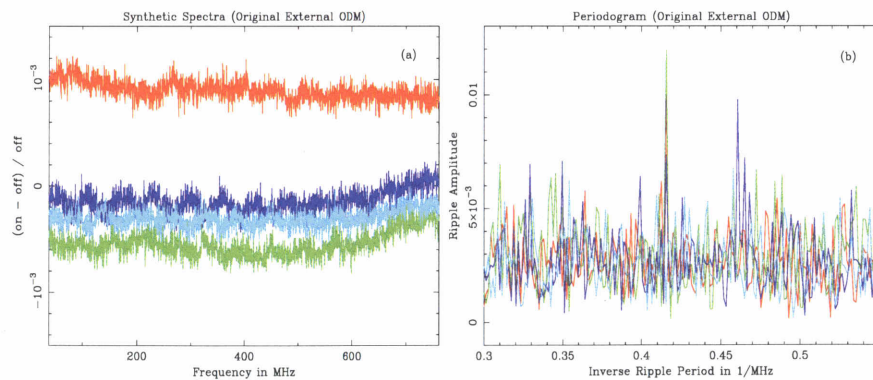 Synthetic Spectra (Original External ODM)
(a)
10⁻³
0
−10⁻³
(on − off) / off
200
400
600
Frequency in MHz
Periodogram (Original External ODM)
(b)
0.01
5×10⁻³
0
Ripple Amplitude
0.3
0.35
0.4
0.45
0.5
Inverse Ripple Period in 1/MHz